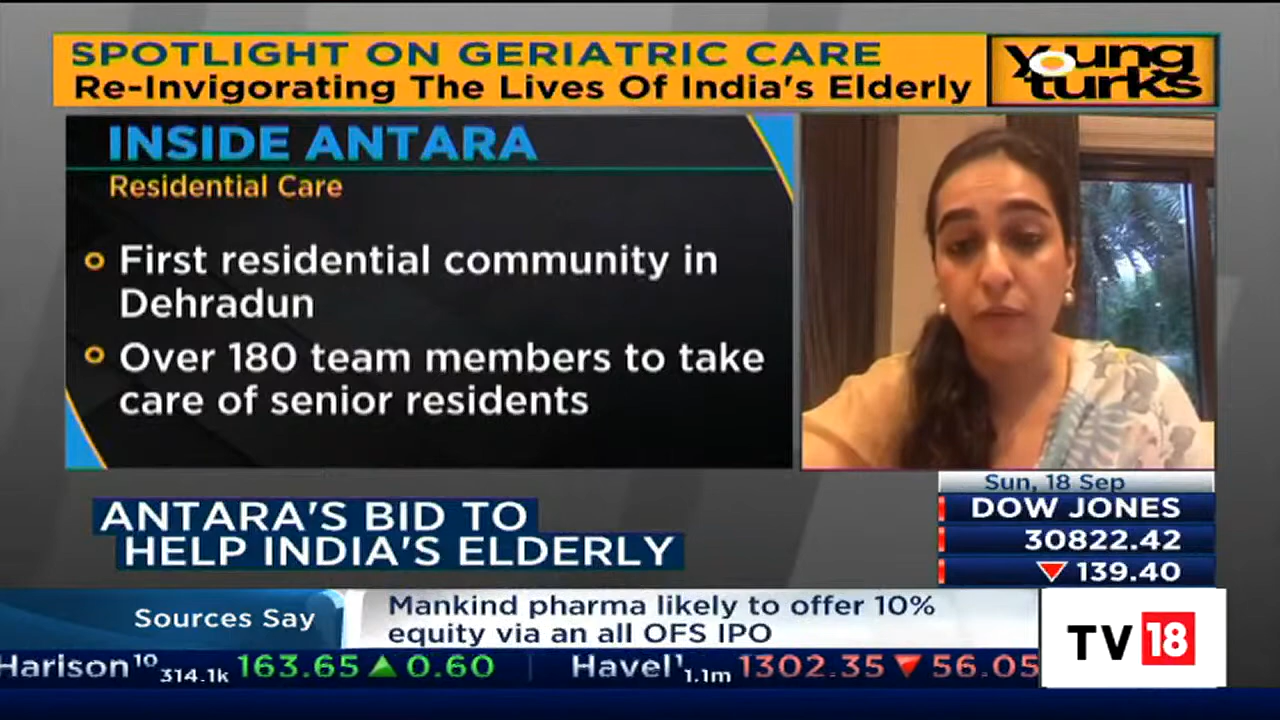 SPOTLIGHT ON GERIATRIC CARE
Re-Invigorating The Lives Of India's Elderly
young
turks
INSIDE ANTARA
Residential Care
First residential community in
Dehradun
Over 180 team members to take
care of senior residents
Sun, 18 Sep
DOW JONES
30822.42
▼ 139.40
ANTARA'S BID TO
HELP INDIA'S ELDERLY
Sources Say
Mankind pharma likely to offer 10%
equity via an all OFS IPO
TV18
Harison¹⁰ 314.1k 163.65 ▲ 0.60 Havel¹ 1.1m 1302.35 ▼ 56.05